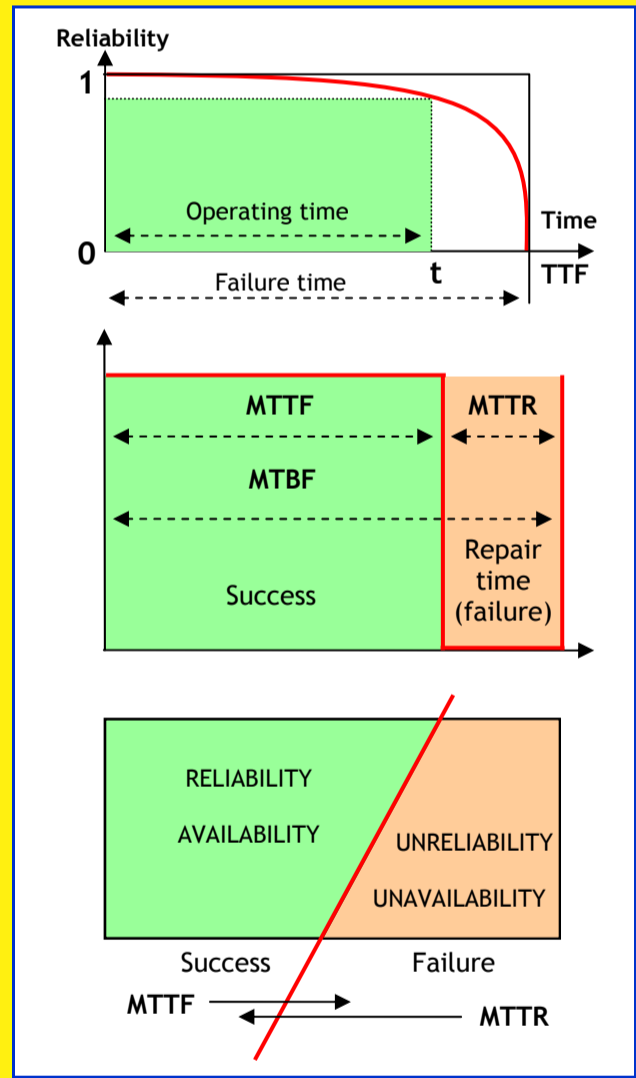 Reliability
1
Operating time
Time
0
t
TTF
Failure time
MTTF
MTTR
MTBF
Repair
time
(failure)
Success
RELIABILITY
AVAILABILITY
UNRELIABILITY
UNAVAILABILITY
Success
Failure
MTTF
MTTR